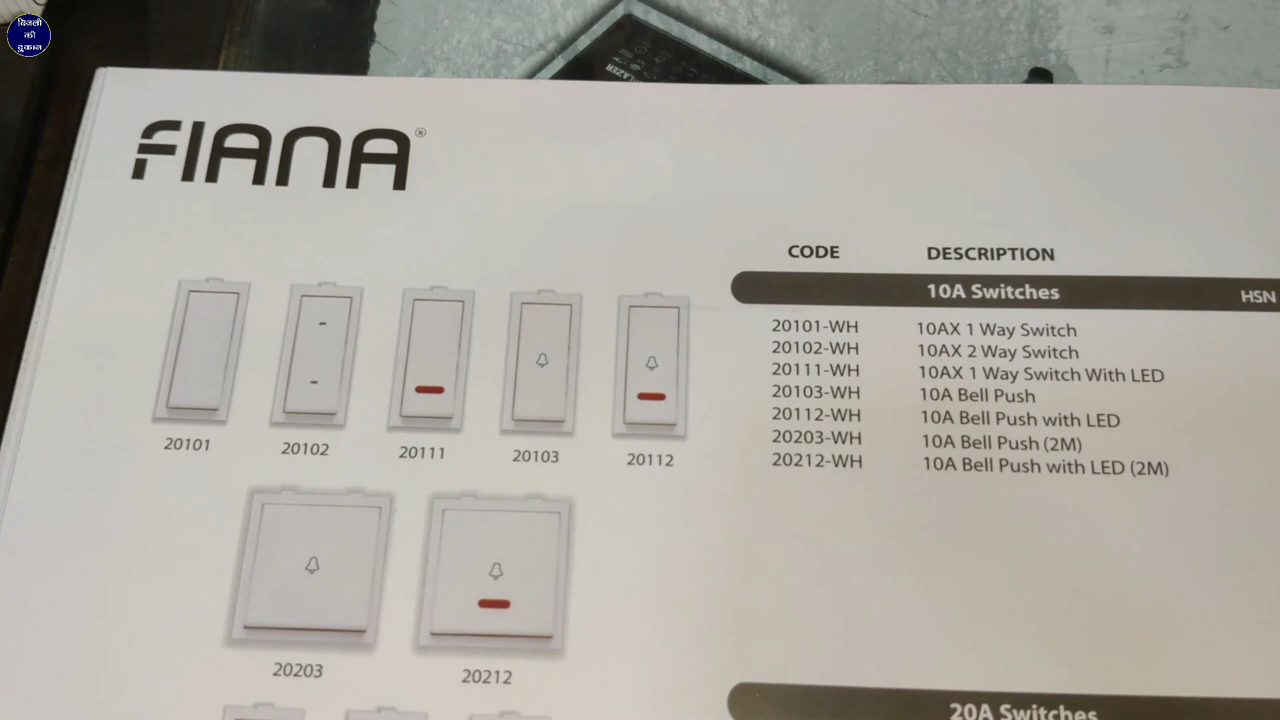 बिजली
की
दुकान
LAZER
FIANA®
CODE DESCRIPTION
10A Switches HSN
20101-WH 10AX 1 Way Switch
20102-WH 10AX 2 Way Switch
20111-WH 10AX 1 Way Switch With LED
20103-WH 10A Bell Push
20112-WH 10A Bell Push with LED
20203-WH 10A Bell Push (2M)
20212-WH 10A Bell Push with LED (2M)
20101 20102 20111 20103 20112
20203 20212
20A Switches